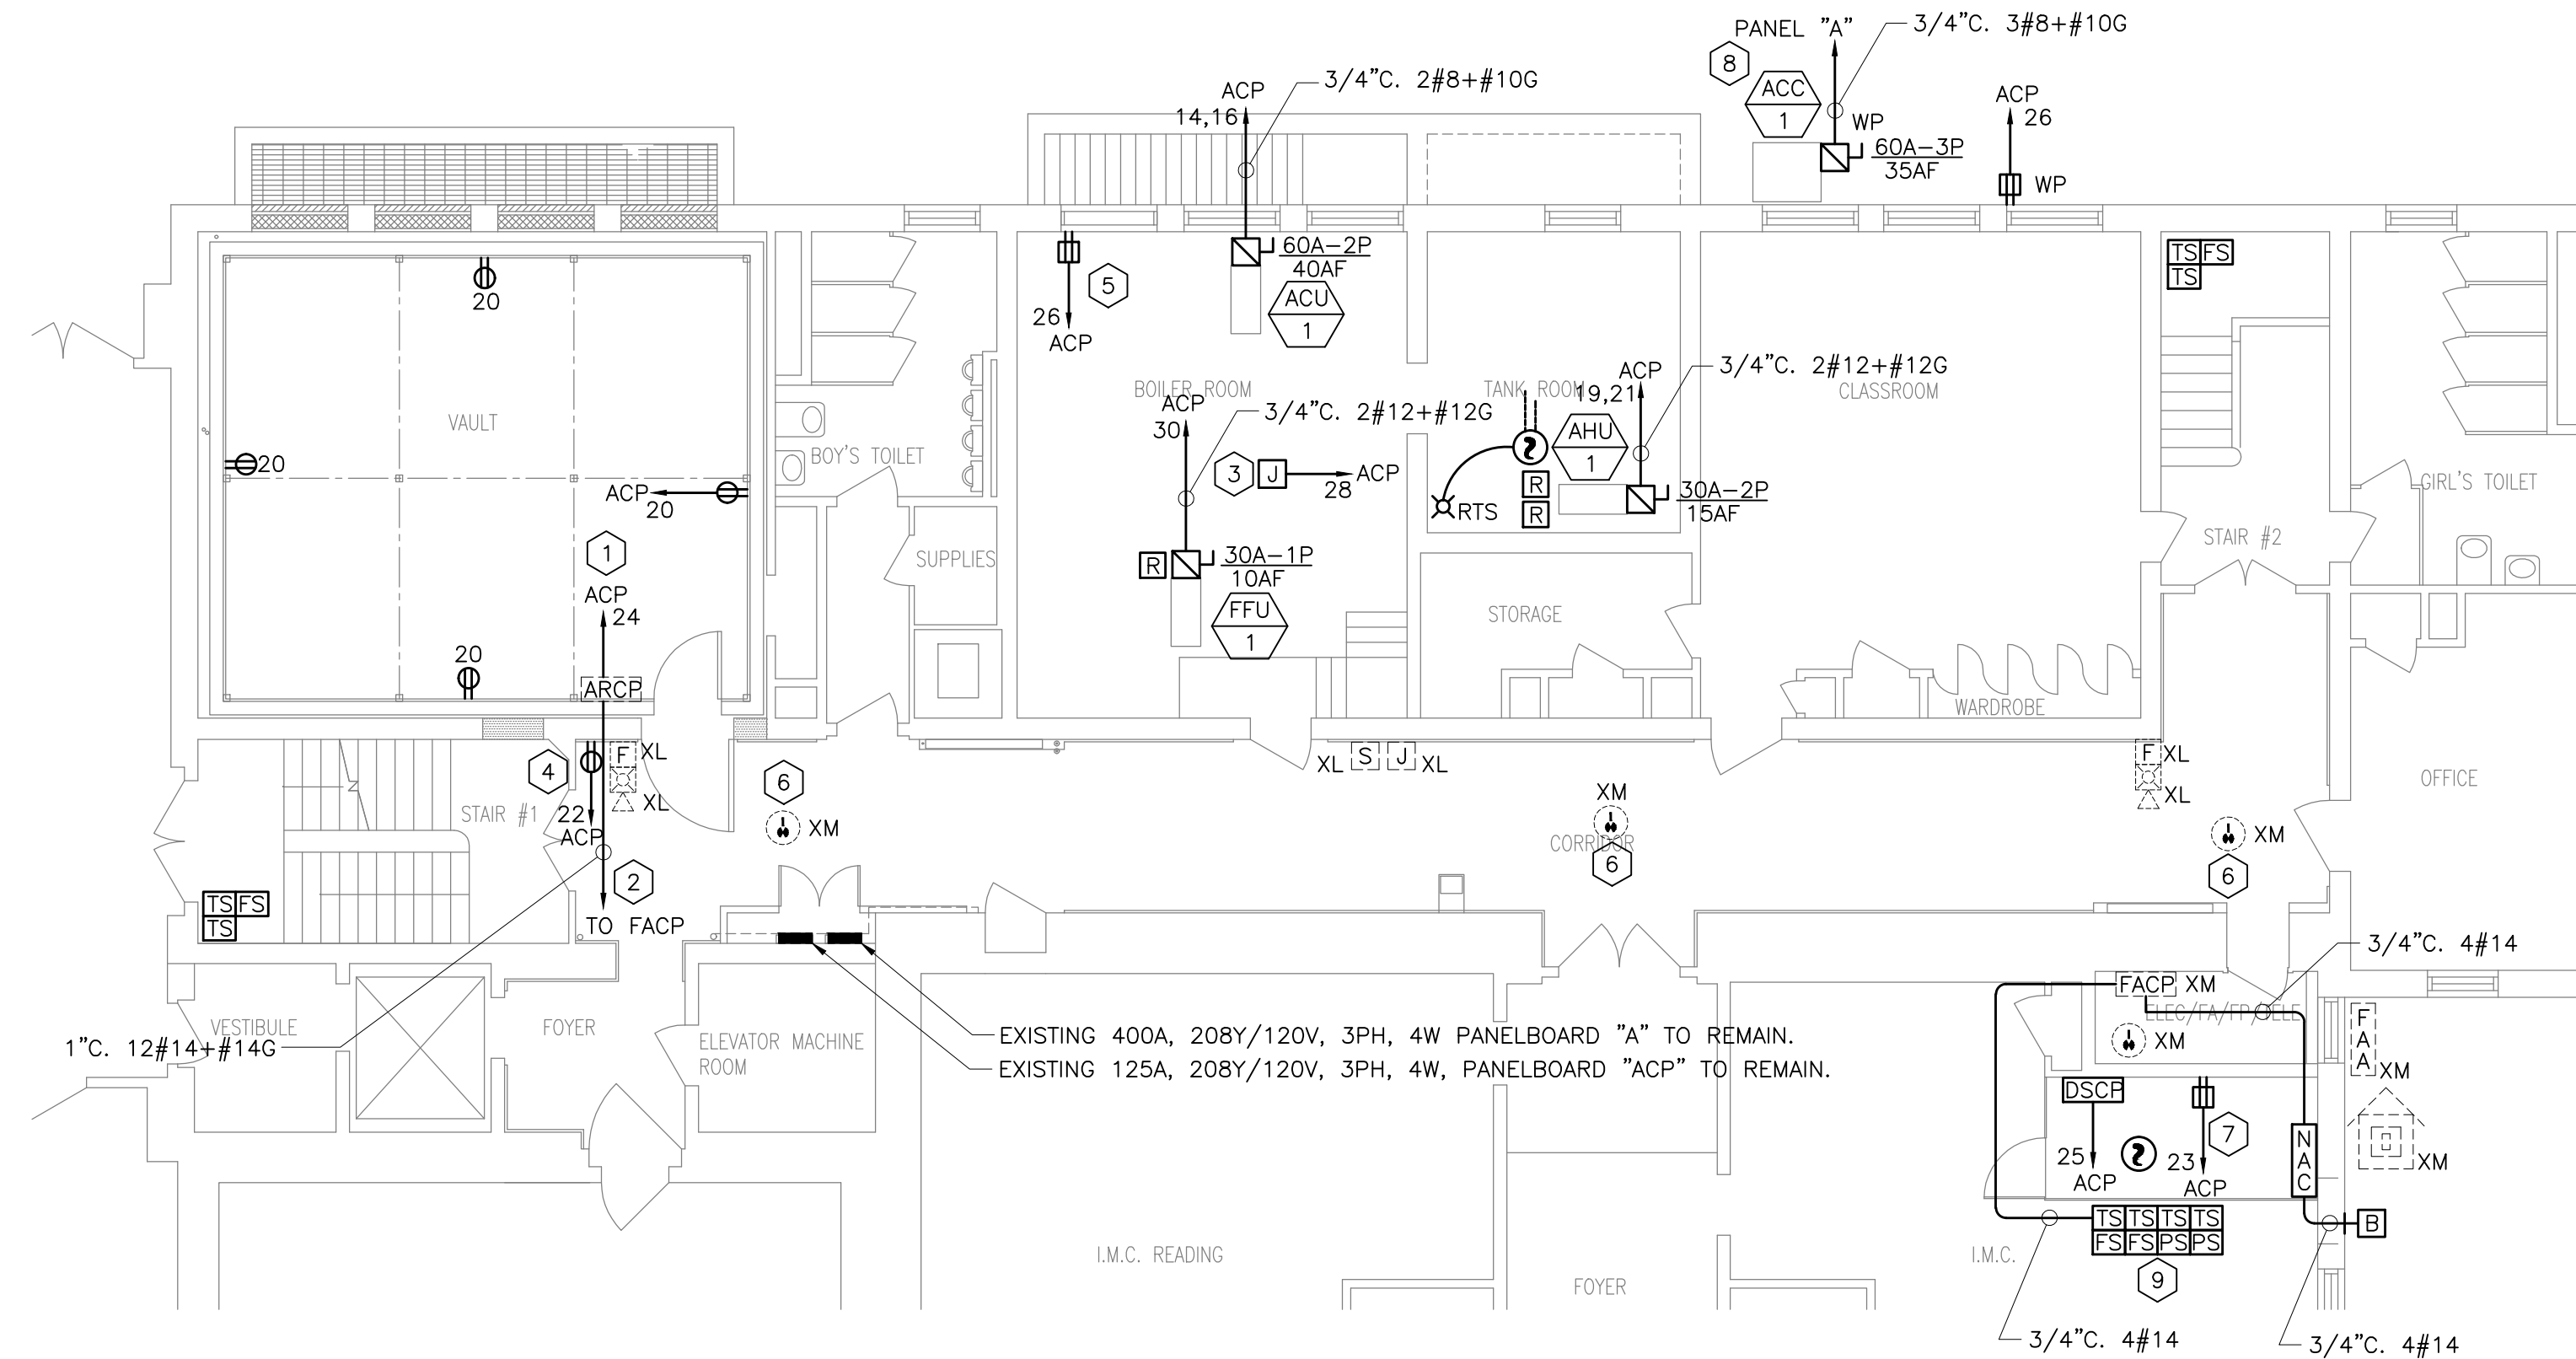 PANEL "A"
3/4"C. 3#8+#10G
8
ACC
1
WP
60A-3P
35AF
ACP
26
WP
ACP
14,16
3/4"C. 2#8+#10G
60A-2P
40AF
ACU
1
5
26
ACP
20
20
VAULT
ACP
20
20
1
ACP
24
ARCP
BOY'S TOILET
SUPPLIES
BOILER ROOM
ACP
30
3/4"C. 2#12+#12G
3
J
ACP
28
R
30A-1P
10AF
FFU
1
TANK ROOM
ACP
19,21
3/4"C. 2#12+#12G
AHU
1
RTS
R
R
30A-2P
15AF
CLASSROOM
STORAGE
WARDROBE
TS FS
TS
STAIR #2
GIRL'S TOILET
OFFICE
4
F XL
XL
22
ACP
STAIR #1
2
TO FACP
TS FS
TS
6
XM
XL S J XL
XM
CORRIDOR
6
F XL
XL
XM
6
1"C. 12#14+#14G
VESTIBULE
FOYER
ELEVATOR MACHINE
ROOM
EXISTING 400A, 208Y/120V, 3PH, 4W PANELBOARD "A" TO REMAIN.
EXISTING 125A, 208Y/120V, 3PH, 4W, PANELBOARD "ACP" TO REMAIN.
3/4"C. 4#14
FACP XM
ELEC/FA/FP/TELE
XM
F
A
A
XM
XM
DSCP
25
ACP
23
ACP
7
N
A
C
B
TS TS TS TS
FS FS PS PS
9
I.M.C. READING
FOYER
I.M.C.
3/4"C. 4#14
3/4"C. 4#14